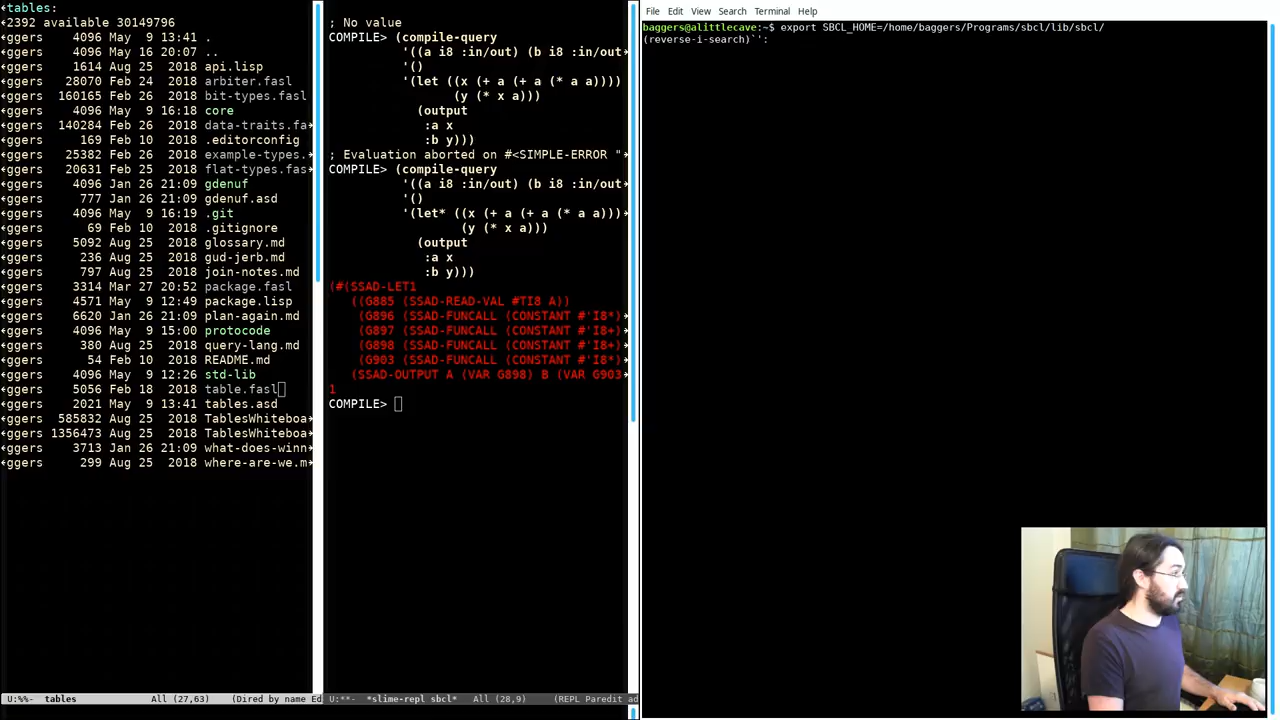 tables:
2392 available 30149796
ggers 4096 May 9 13:41 .
ggers 4096 May 16 20:07 ..
ggers 1614 Aug 25 2018 api.lisp
ggers 28070 Feb 24 2018 arbiter.fasl
ggers 160165 Feb 26 2018 bit-types.fasl
ggers 4096 May 9 16:18 core
ggers 140284 Feb 26 2018 data-traits.fa
ggers 169 Feb 10 2018 .editorconfig
ggers 25382 Feb 26 2018 example-types.
ggers 20631 Feb 26 2018 flat-types.fas
ggers 4096 Jan 26 21:09 gdenuf
ggers 777 Jan 26 21:09 gdenuf.asd
ggers 4096 May 9 16:19 .git
ggers 69 Feb 10 2018 .gitignore
ggers 5092 Aug 25 2018 glossary.md
ggers 236 Aug 25 2018 gud-jerb.md
ggers 797 Aug 25 2018 join-notes.md
ggers 3314 Mar 27 20:52 package.fasl
ggers 4571 May 9 12:49 package.lisp
ggers 6620 Jan 26 21:09 plan-again.md
ggers 4096 May 9 15:00 protocode
ggers 380 Aug 25 2018 query-lang.md
ggers 54 Feb 10 2018 README.md
ggers 4096 May 9 12:26 std-lib
ggers 5056 Feb 18 2018 table.fasl
ggers 2021 May 9 13:41 tables.asd
ggers 585832 Aug 25 2018 TablesWhiteboa
ggers 1356473 Aug 25 2018 TablesWhiteboa
ggers 3713 Jan 26 21:09 what-does-winn
ggers 299 Aug 25 2018 where-are-we.m
U:%%- tables All (27,63) (Dired by name Ed
; No value
COMPILE> (compile-query
'((a i8 :in/out) (b i8 :in/out
'()
'(let ((x (+ a (+ a (* a a))))
(y (* x a)))
(output
:a x
:b y)))
; Evaluation aborted on #<SIMPLE-ERROR "
COMPILE> (compile-query
'((a i8 :in/out) (b i8 :in/out
'()
'(let* ((x (+ a (+ a (* a a)))
(y (* x a)))
(output
:a x
:b y)))
(#(SSAD-LET1
((G885 (SSAD-READ-VAL #TI8 A))
(G896 (SSAD-FUNCALL (CONSTANT #'I8*)
(G897 (SSAD-FUNCALL (CONSTANT #'I8+)
(G898 (SSAD-FUNCALL (CONSTANT #'I8+)
(G903 (SSAD-FUNCALL (CONSTANT #'I8*)
(SSAD-OUTPUT A (VAR G898) B (VAR G903
1
COMPILE>
U:**- *slime-repl sbcl* All (28,9) (REPL Paredit ad
File Edit View Search Terminal Help
baggers@alittlecave:~$ export SBCL_HOME=/home/baggers/Programs/sbcl/lib/sbcl/
(reverse-i-search)`':